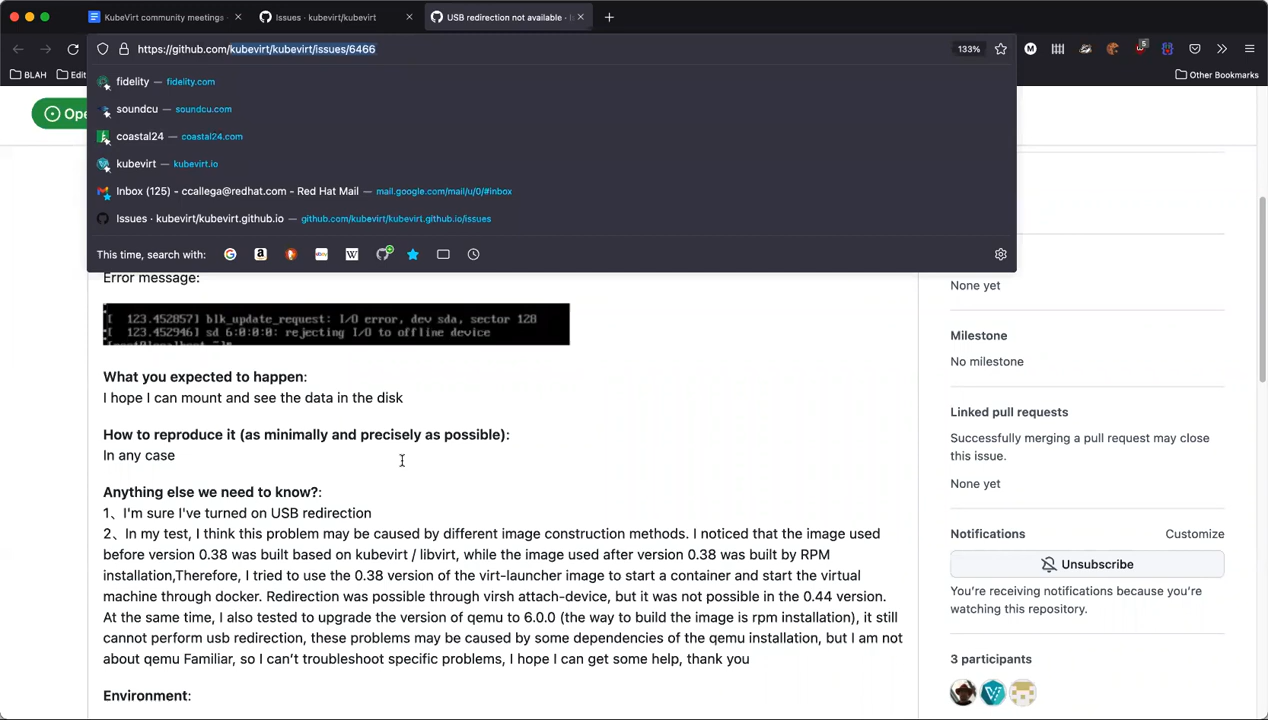 KubeVirt community meetings
Issues · kubevirt/kubevirt
USB redirection not available · I
https://github.com/kubevirt/kubevirt/issues/6466
133%
5
BLAH
Edit
Other Bookmarks
fidelity — fidelity.com
soundcu — soundcu.com
coastal24 — coastal24.com
kubevirt — kubevirt.io
Inbox (125) - ccallega@redhat.com - Red Hat Mail — mail.google.com/mail/u/0/#inbox
Issues · kubevirt/kubevirt.github.io — github.com/kubevirt/kubevirt.github.io/issues
This time, search with:
Ope
Error message:
[ 123.452857] blk_update_request: I/O error, dev sda, sector 128
[ 123.452946] sd 6:0:0:0: rejecting I/O to offline device
What you expected to happen:
I hope I can mount and see the data in the disk
How to reproduce it (as minimally and precisely as possible):
In any case
Anything else we need to know?:
1、I'm sure I've turned on USB redirection
2、In my test, I think this problem may be caused by different image construction methods. I noticed that the image used
before version 0.38 was built based on kubevirt / libvirt, while the image used after version 0.38 was built by RPM
installation,Therefore, I tried to use the 0.38 version of the virt-launcher image to start a container and start the virtual
machine through docker. Redirection was possible through virsh attach-device, but it was not possible in the 0.44 version.
At the same time, I also tested to upgrade the version of qemu to 6.0.0 (the way to build the image is rpm installation), it still
cannot perform usb redirection, these problems may be caused by some dependencies of the qemu installation, but I am not
about qemu Familiar, so I can't troubleshoot specific problems, I hope I can get some help, thank you
Environment:
None yet
Milestone
No milestone
Linked pull requests
Successfully merging a pull request may close
this issue.
None yet
Notifications
Customize
Unsubscribe
You're receiving notifications because you're
watching this repository.
3 participants